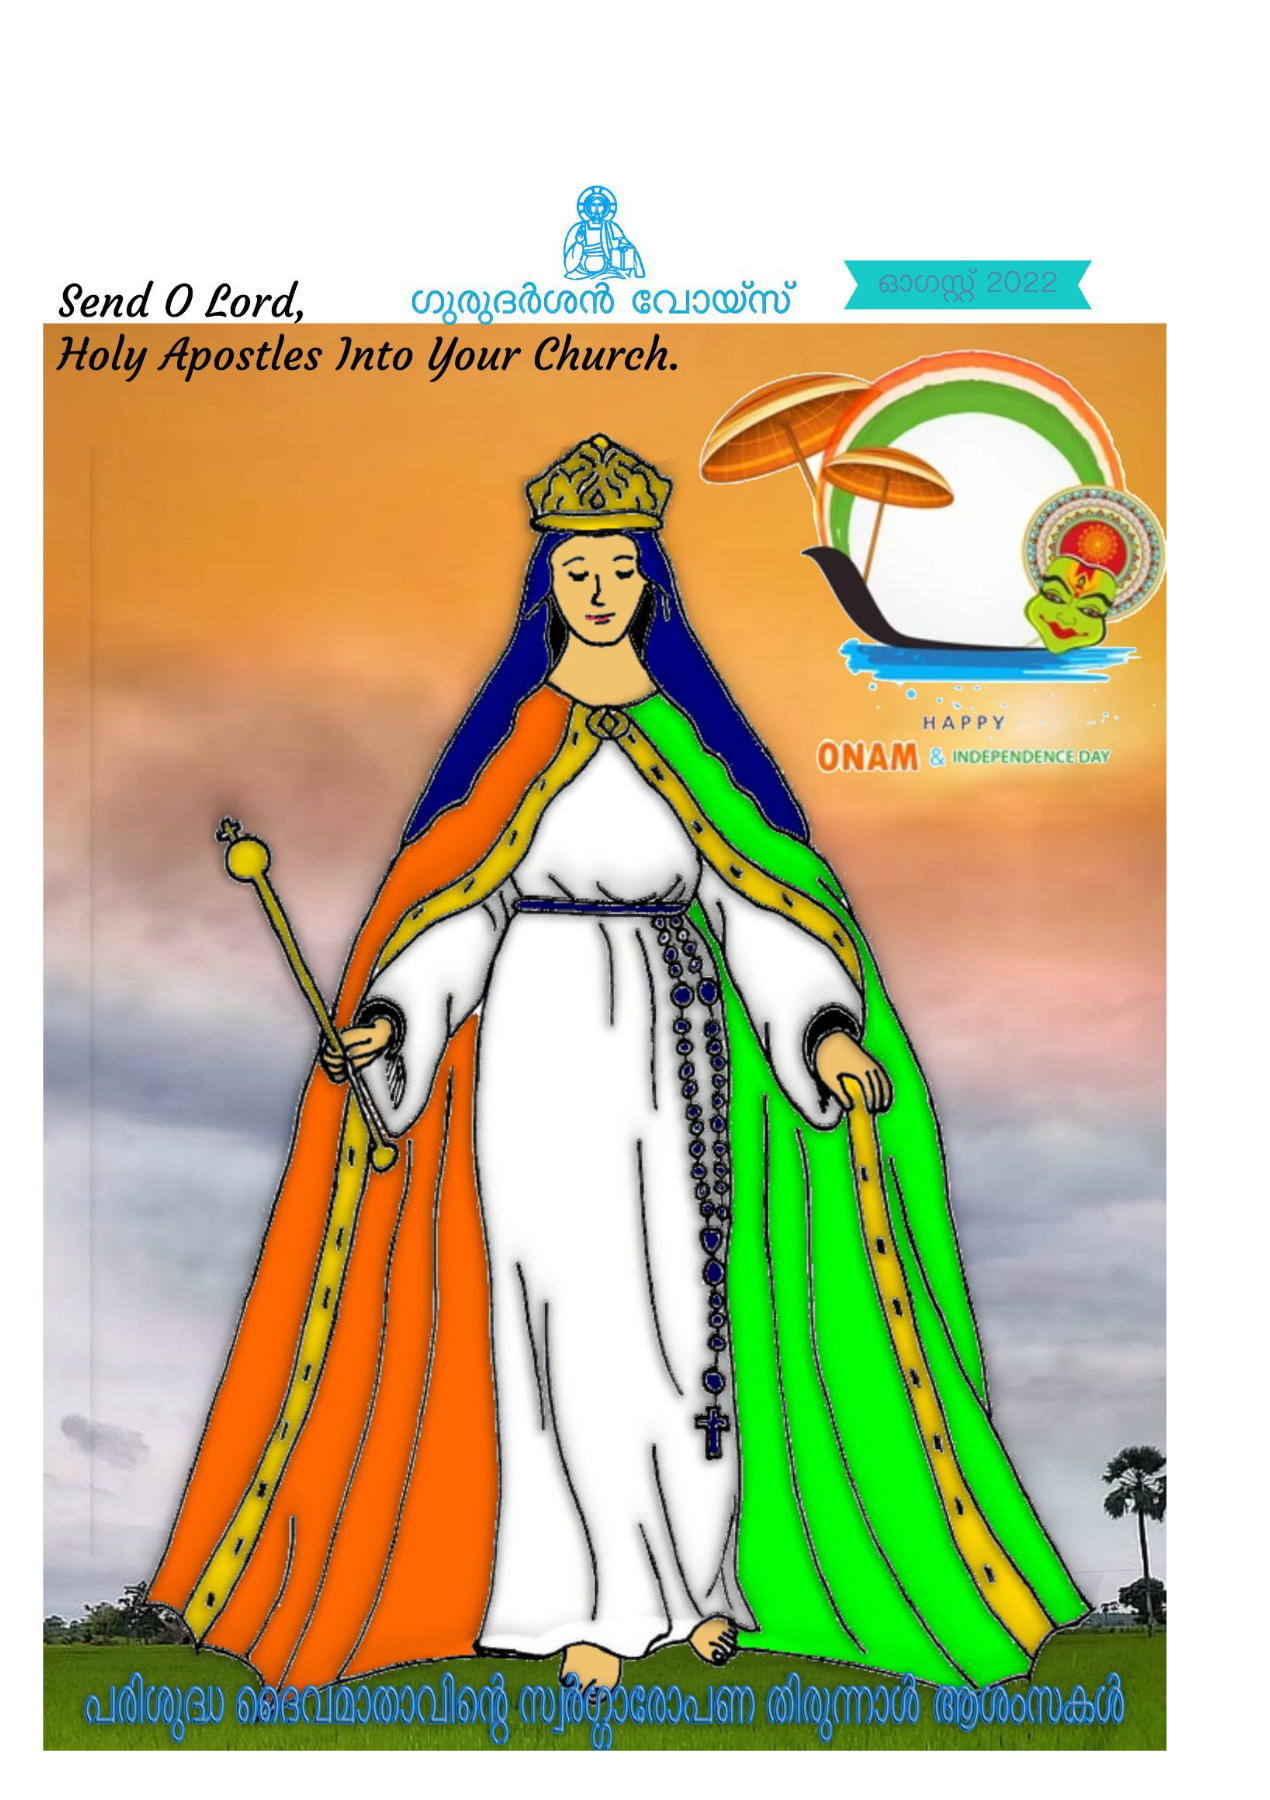 Send O Lord,
Holy Apostles Into Your Church.
ഗുരുദർശൻ വോയ്സ്
ഓഗസ്റ്റ് 2022
HAPPY
ONAM & INDEPENDENCE DAY
പരിശുദ്ധ ദൈവമാതാവിന്റെ സ്വർഗ്ഗാരോപണ തിരുന്നാൾ ആശംസകൾ